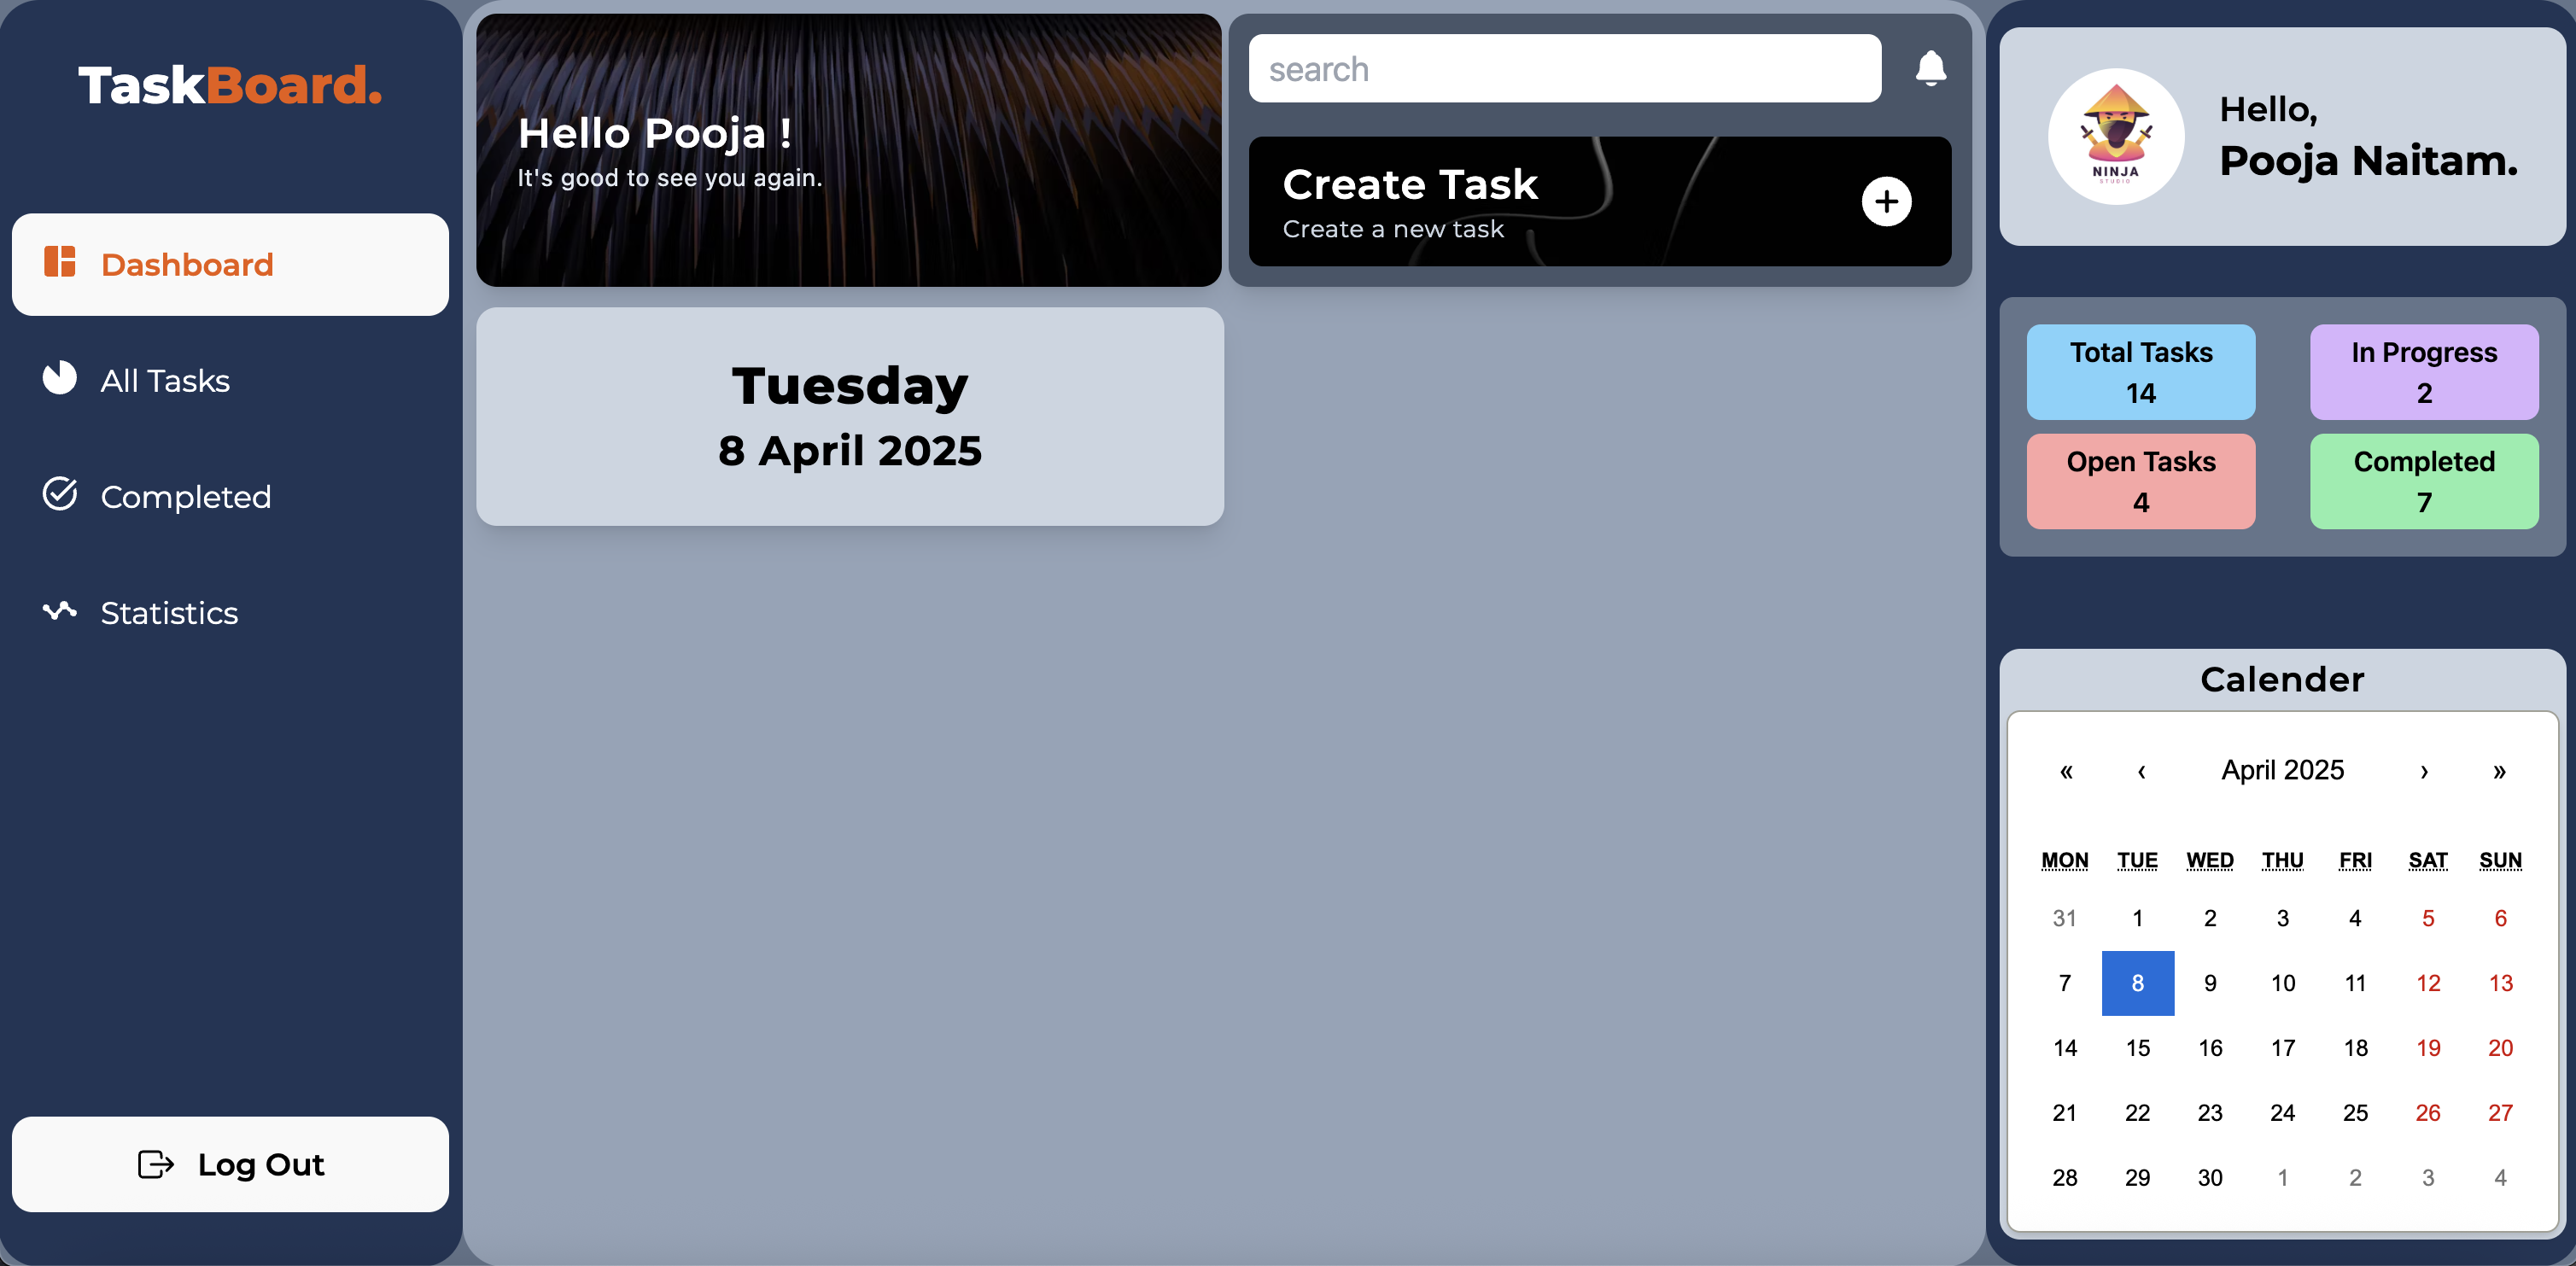 TaskBoard.
Dashboard
All Tasks
Completed
Statistics
Log Out
Hello Pooja !
It's good to see you again.
search
Create Task
Create a new task
Tuesday
8 April 2025
NINJA
STUDIO
Hello,
Pooja Naitam.
Total Tasks
14
In Progress
2
Open Tasks
4
Completed
7
Calender
« ‹ April 2025 › »
MON TUE WED THU FRI SAT SUN
31 1 2 3 4 5 6
7 8 9 10 11 12 13
14 15 16 17 18 19 20
21 22 23 24 25 26 27
28 29 30 1 2 3 4